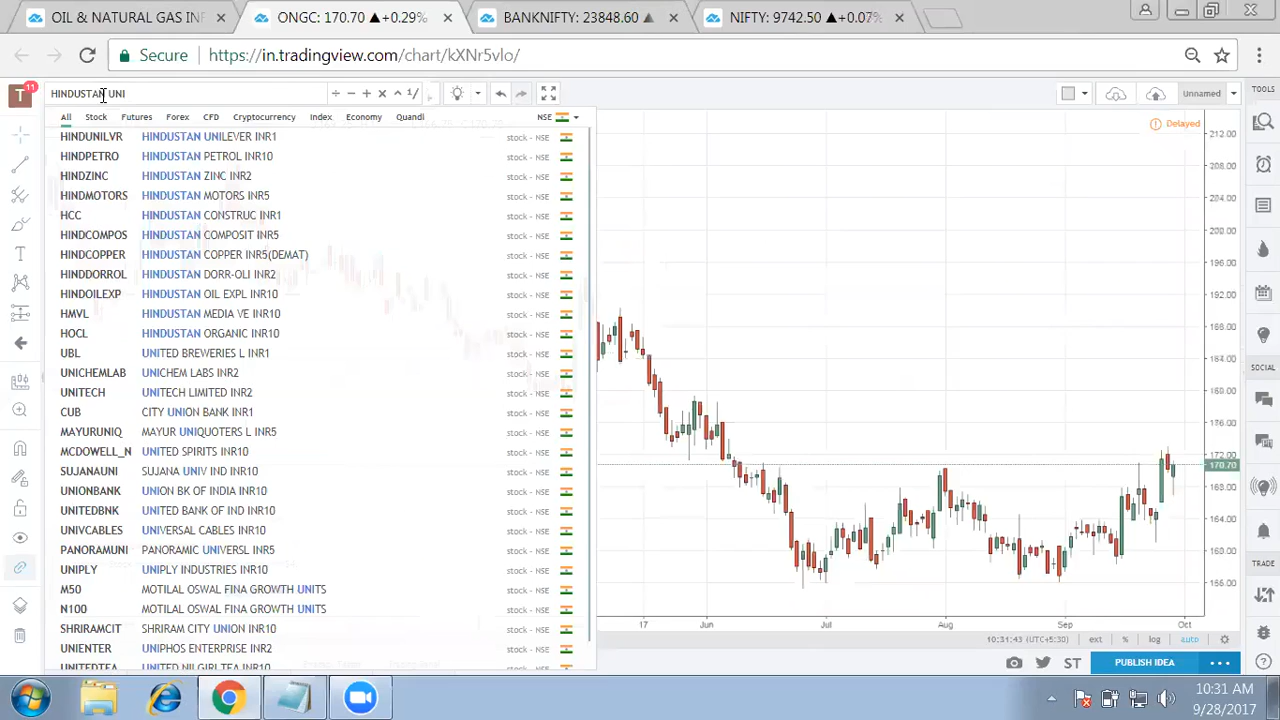 OIL & NATURAL GAS IN
ONGC: 170.70 ▲+0.29%
BANKNIFTY: 23848.60 ▲
NIFTY: 9742.50 ▲+0.07%
Secure
https://in.tradingview.com/chart/kXNr5vlo/
T
11
HINDUSTAN UNI
Unnamed
TOOLS
All Stock Futures Forex CFD Cryptocurrency Index Economy Quandl
NSE
Delayed
HINDUNILVR HINDUSTAN UNILEVER INR1 stock - NSE
HINDPETRO HINDUSTAN PETROL INR10 stock - NSE
HINDZINC HINDUSTAN ZINC INR2 stock - NSE
HINDMOTORS HINDUSTAN MOTORS INR5 stock - NSE
HCC HINDUSTAN CONSTRUC INR1 stock - NSE
HINDCOMPOS HINDUSTAN COMPOSIT INR5 stock - NSE
HINDCOPPER HINDUSTAN COPPER INR5(DEMAT) stock - NSE
HINDDORROL HINDUSTAN DORR-OLI INR2 stock - NSE
HINDOILEXP HINDUSTAN OIL EXPL INR10 stock - NSE
HMVL HINDUSTAN MEDIA VE INR10 stock - NSE
HOCL HINDUSTAN ORGANIC INR10 stock - NSE
UBL UNITED BREWERIES L INR1 stock - NSE
UNICHEMLAB UNICHEM LABS INR2 stock - NSE
UNITECH UNITECH LIMITED INR2 stock - NSE
CUB CITY UNION BANK INR1 stock - NSE
MAYURUNIQ MAYUR UNIQUOTERS L INR5 stock - NSE
MCDOWELL_N UNITED SPIRITS INR10 stock - NSE
SUJANAUNI SUJANA UNIV IND INR10 stock - NSE
UNIONBANK UNION BK OF INDIA INR10 stock - NSE
UNITEDBNK UNITED BANK OF IND INR10 stock - NSE
UNIVCABLES UNIVERSAL CABLES INR10 stock - NSE
PANORAMUNI PANORAMIC UNIVERSL INR5 stock - NSE
UNIPLY UNIPLY INDUSTRIES INR10 stock - NSE
M50 MOTILAL OSWAL FINA GROWTH UNITS stock - NSE
N100 MOTILAL OSWAL FINA GROWTH UNITS stock - NSE
SHRIRAMCIT SHRIRAM CITY UNION INR10 stock - NSE
UNIENTER UNIPHOS ENTERPRISE INR2 stock - NSE
UNITEDTEA UNITED NILGIRI TEA INR10 stock - NSE
212.00
208.00
204.00
200.00
196.00
192.00
188.00
184.00
172.00
170.70
164.00
160.00
17 Jun Jul Aug Sep Oct
(UTC+5:30) ext % log auto
ST PUBLISH IDEA
10:31 AM
9/28/2017